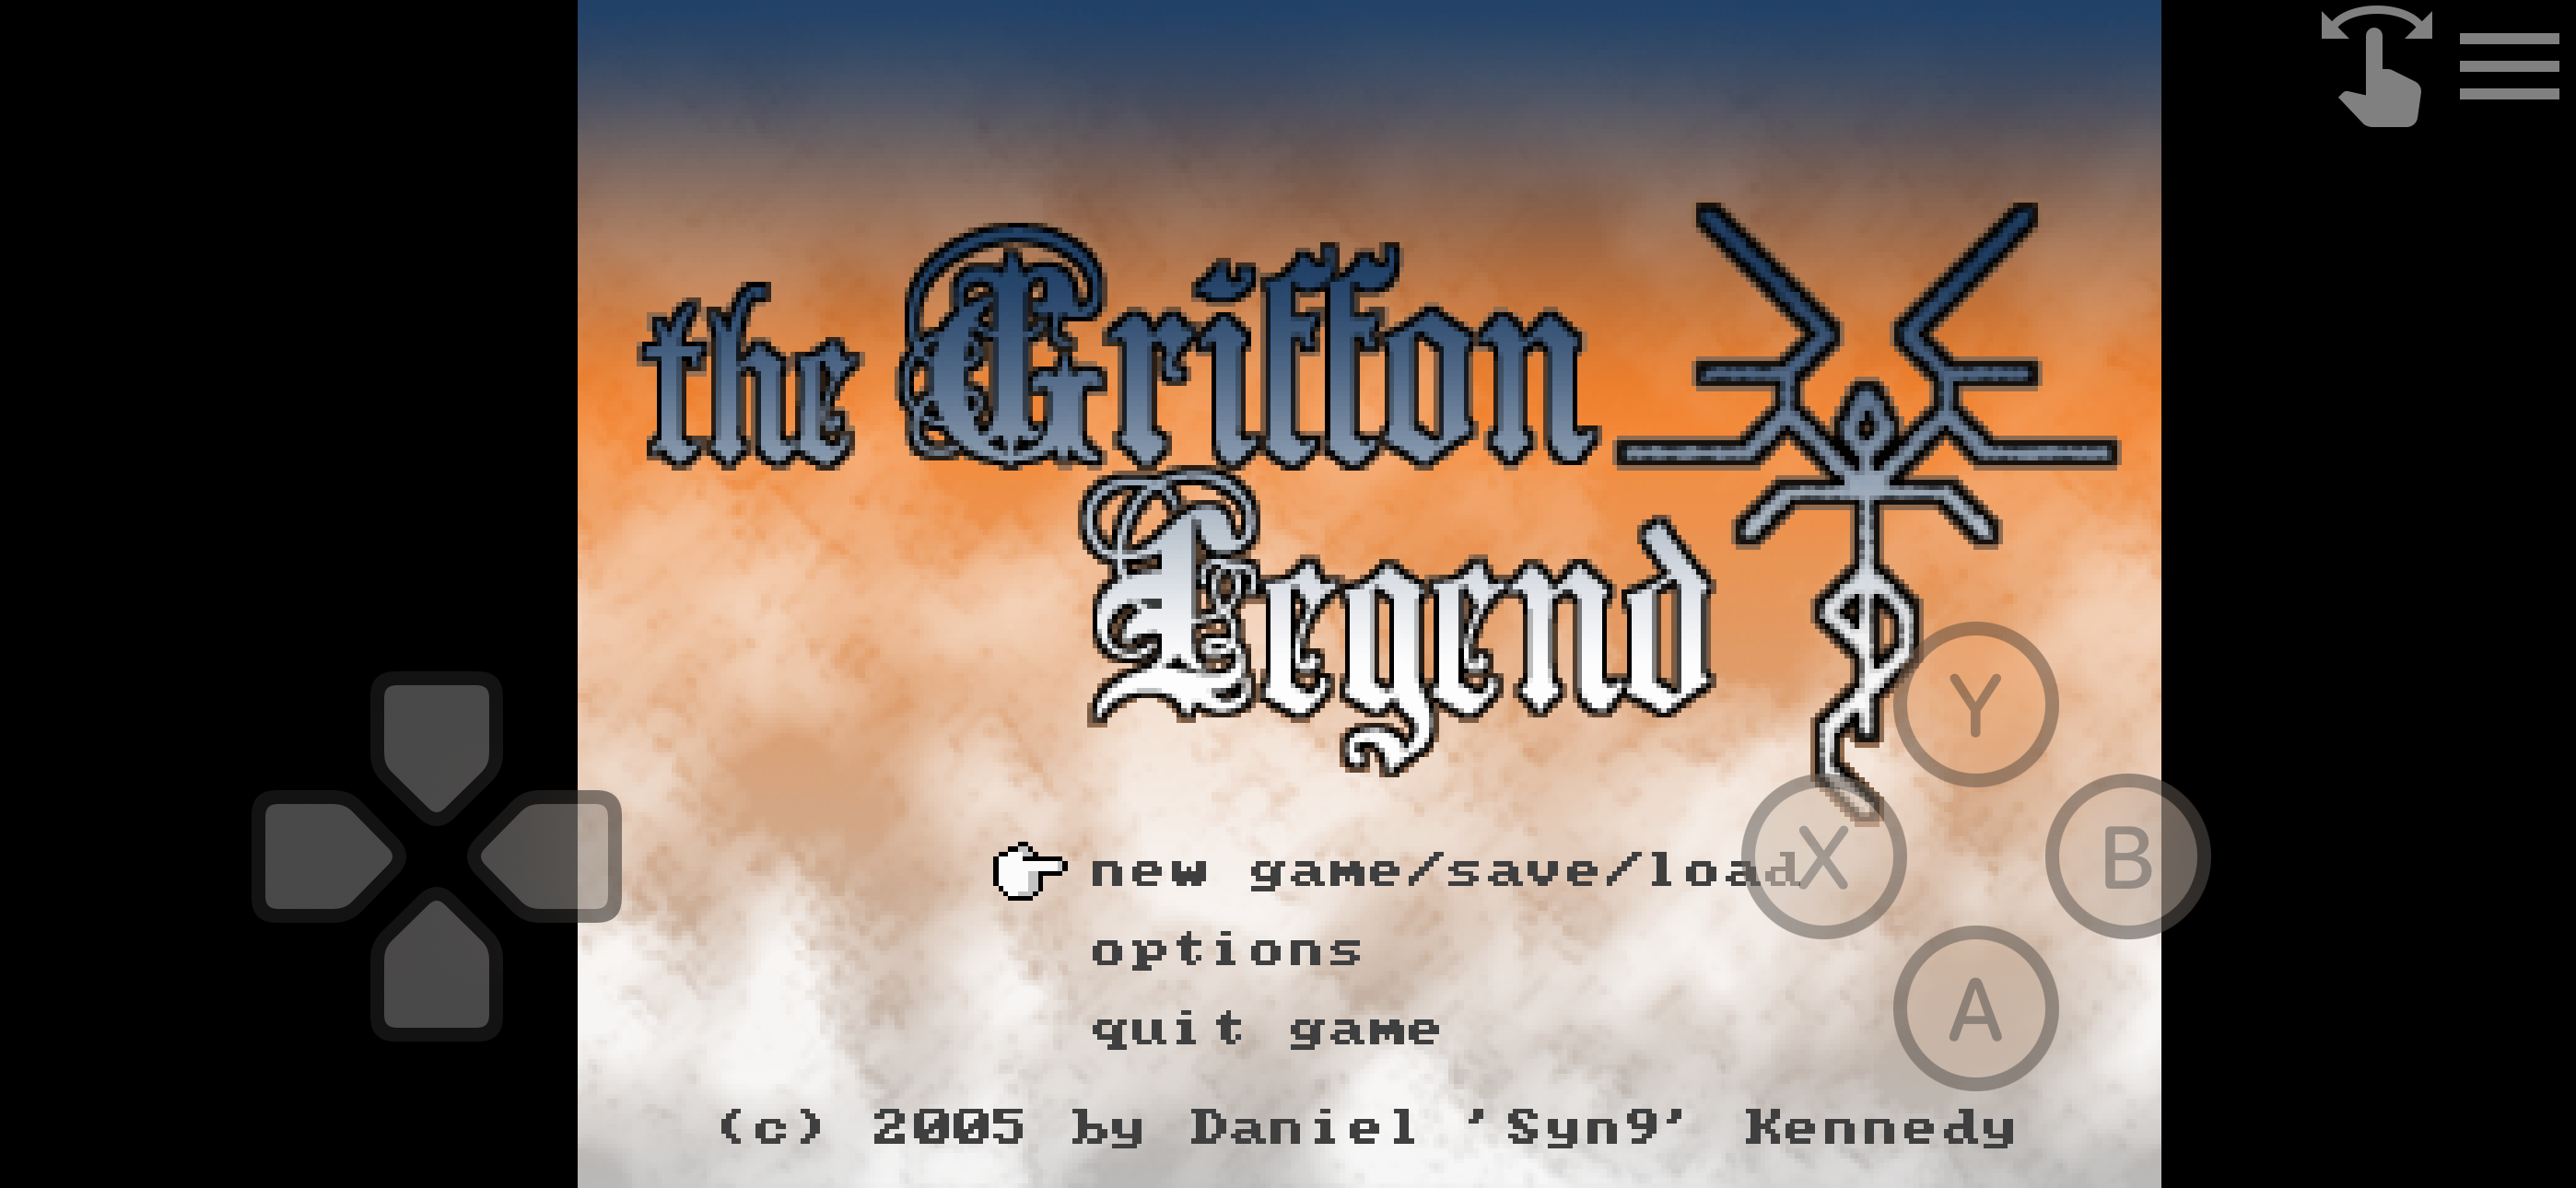 the Griffon
Legend
new game/save/load
options
quit game
(c) 2005 by Daniel 'Syn9' Kennedy
Y
X
B
A